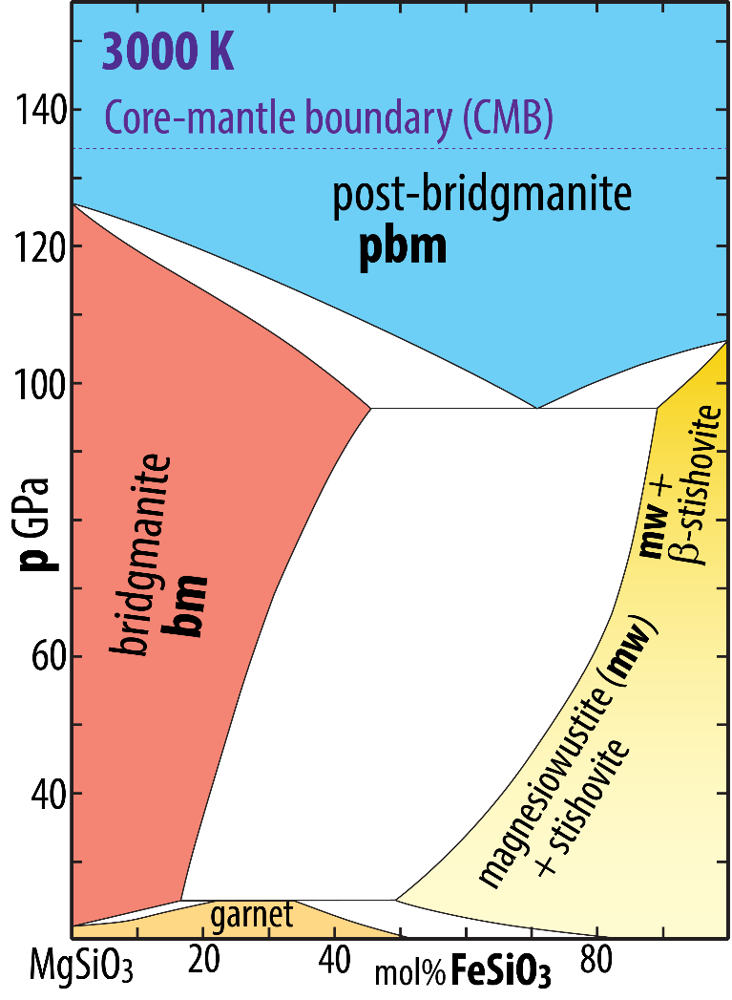 3000 K
Core-mantle boundary (CMB)
140
post-bridgmanite
pbm
120
100
p GPa
bridgmanite
bm
mw +
β-stishovite
60
magnesiowustite (mw)
+ stishovite
40
garnet
MgSiO₃
20
40
mol% FeSiO₃
80